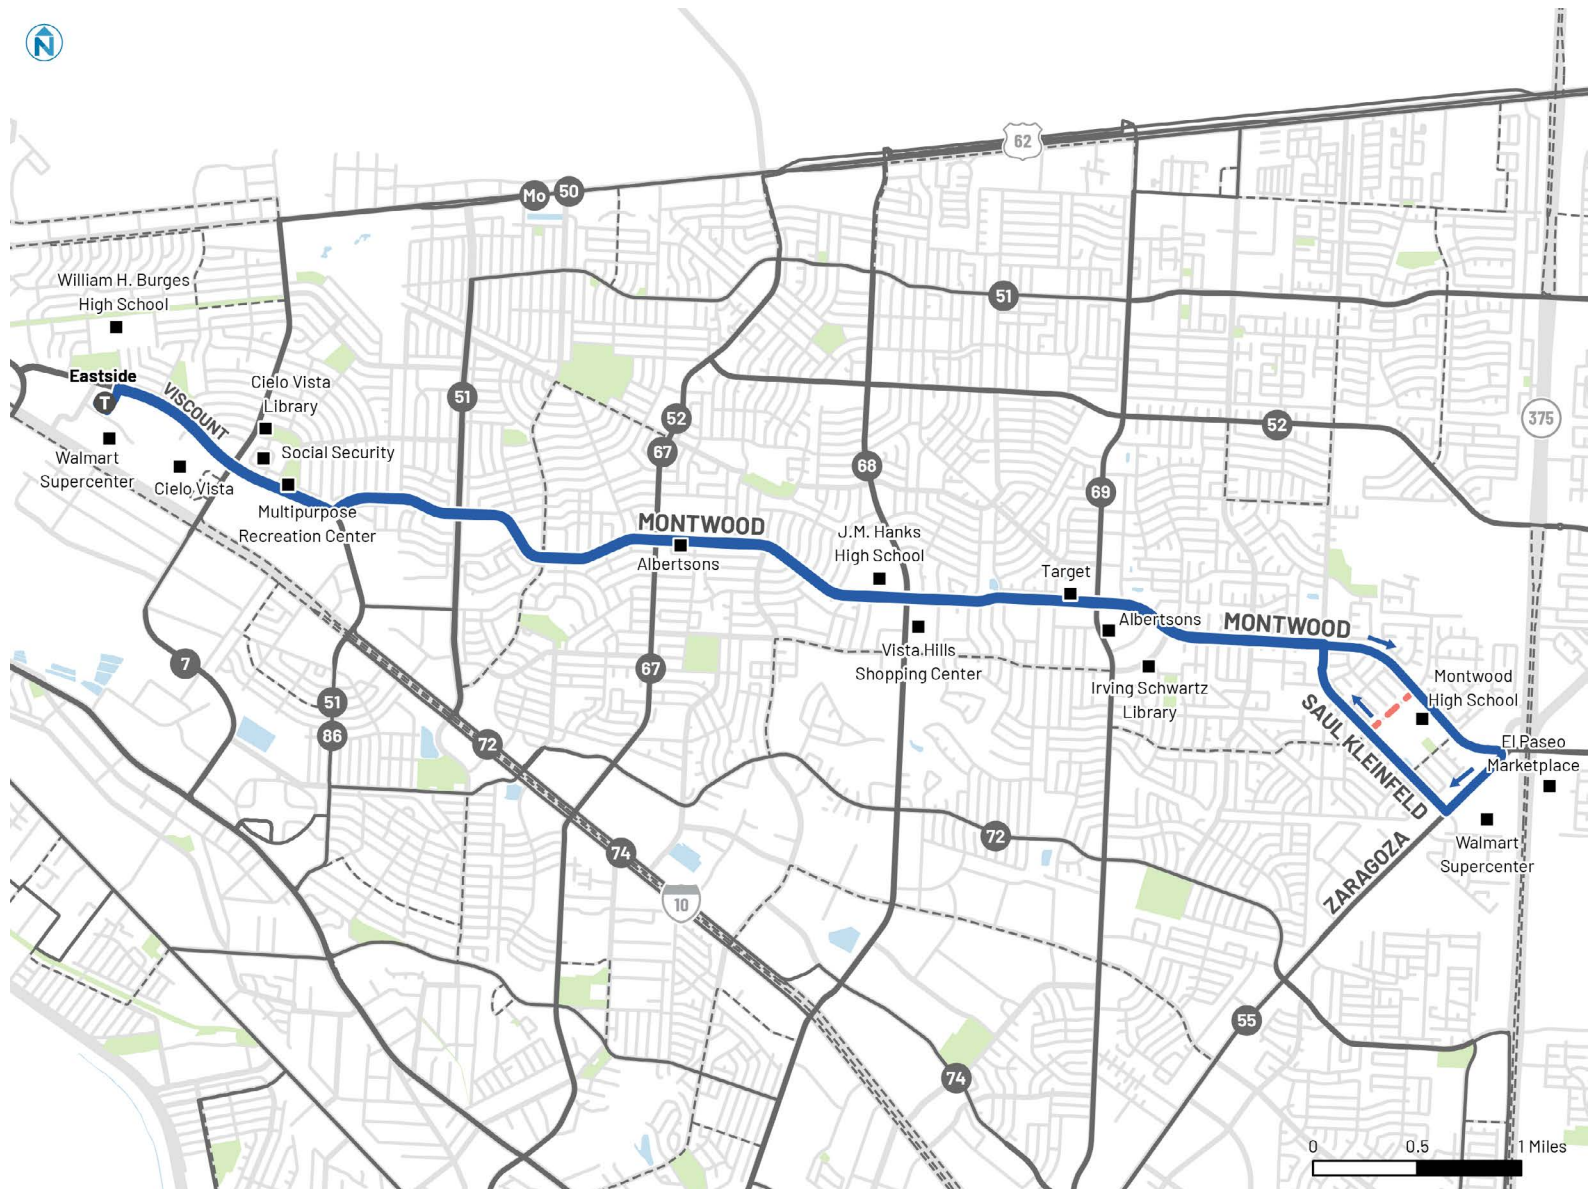 N
62
Mo
50
William H. Burges
High School
51
Eastside
T
VISCOUNT
Cielo Vista
Library
51
52
375
52
Walmart
Supercenter
Social Security
67
68
69
Cielo Vista
Multipurpose
Recreation Center
MONTWOOD
Albertsons
J.M. Hanks
High School
Target
Albertsons
MONTWOOD
7
67
Vista Hills
Shopping Center
Irving Schwartz
Library
Montwood
High School
51
86
72
SAUL KLEINFELD
El Paseo
Marketplace
74
72
Walmart
Supercenter
10
ZARAGOZA
55
74
0
0.5
1 Miles